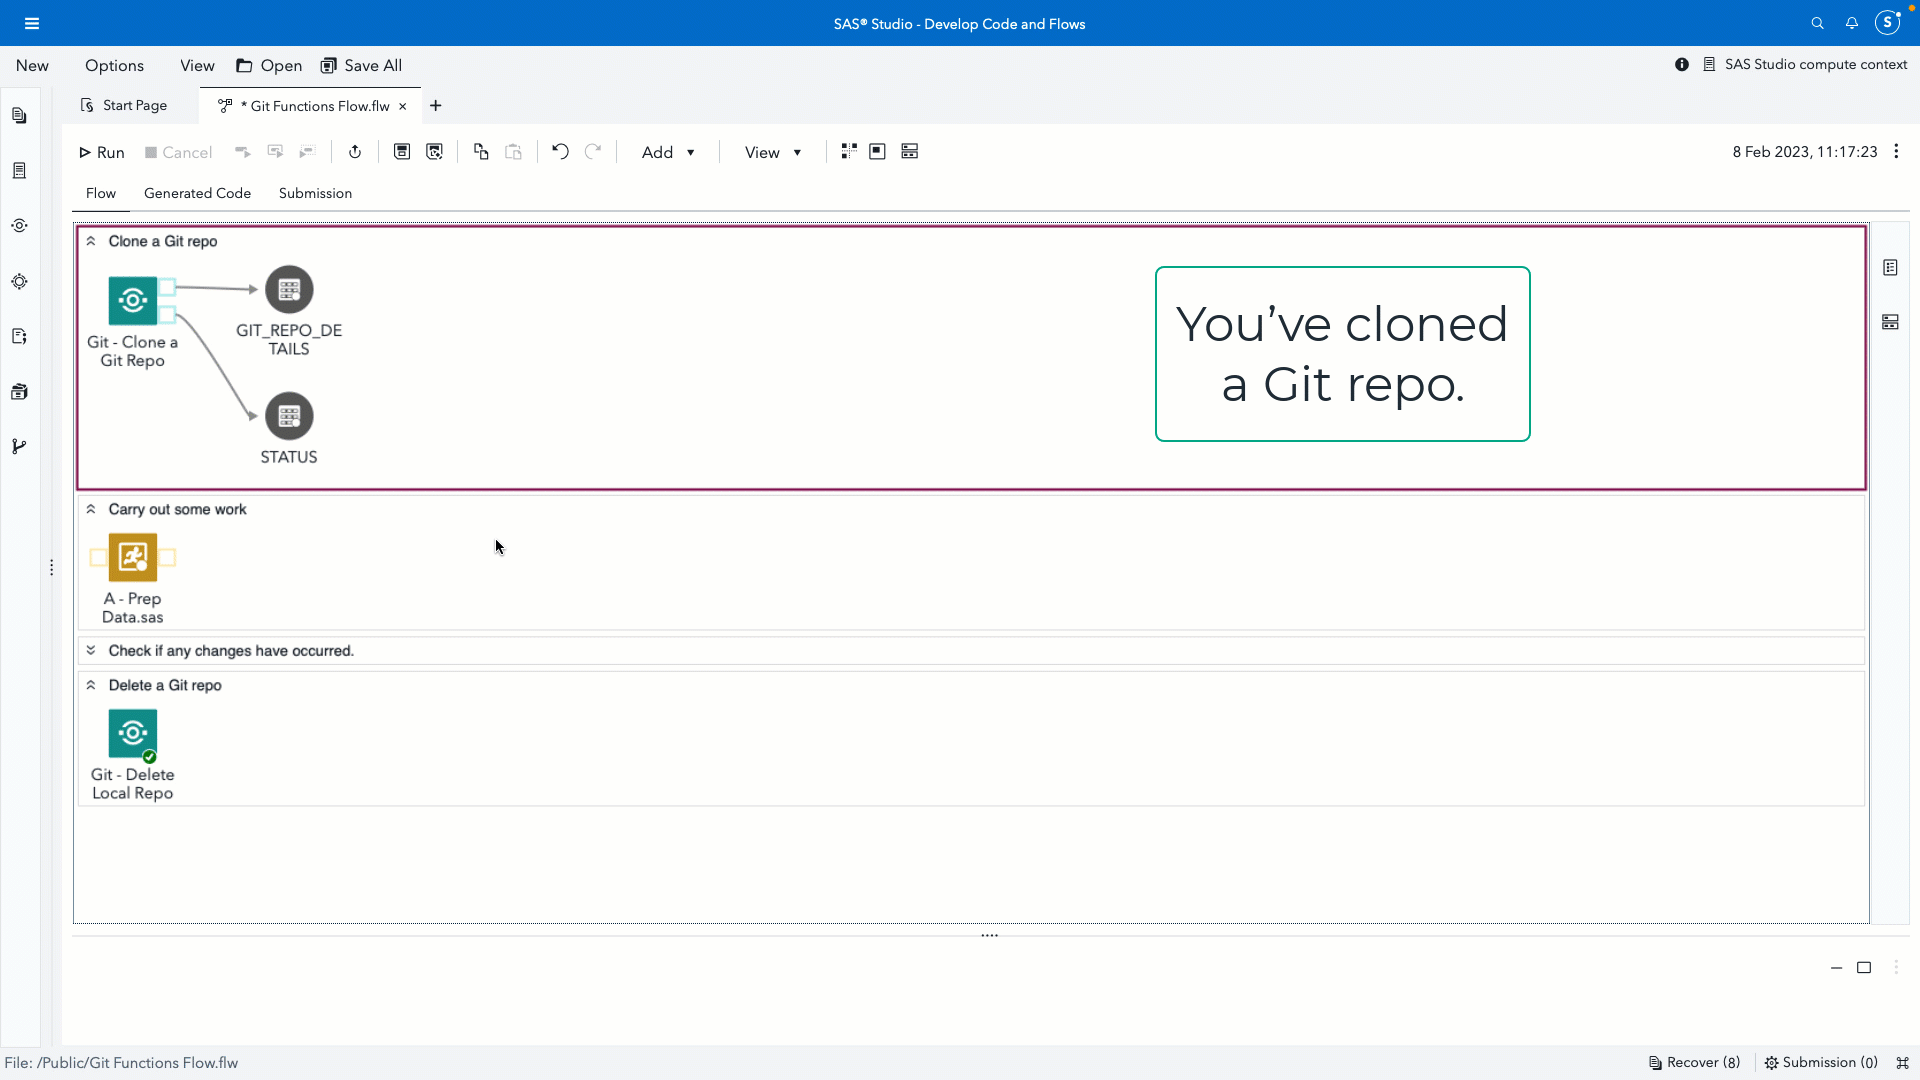 SAS® Studio - Develop Code and Flows
S
New Options View Open Save All
SAS Studio compute context
Start Page
* Git Functions Flow.flw × +
Run Cancel Add View
8 Feb 2023, 11:17:23
Flow Generated Code Submission
Clone a Git repo
GIT_REPO_DE
TAILS
Git - Clone a
Git Repo
STATUS
You’ve cloned
a Git repo.
Carry out some work
A - Prep
Data.sas
Check if any changes have occurred.
Delete a Git repo
Git - Delete
Local Repo
File: /Public/Git Functions Flow.flw
Recover (8) Submission (0)